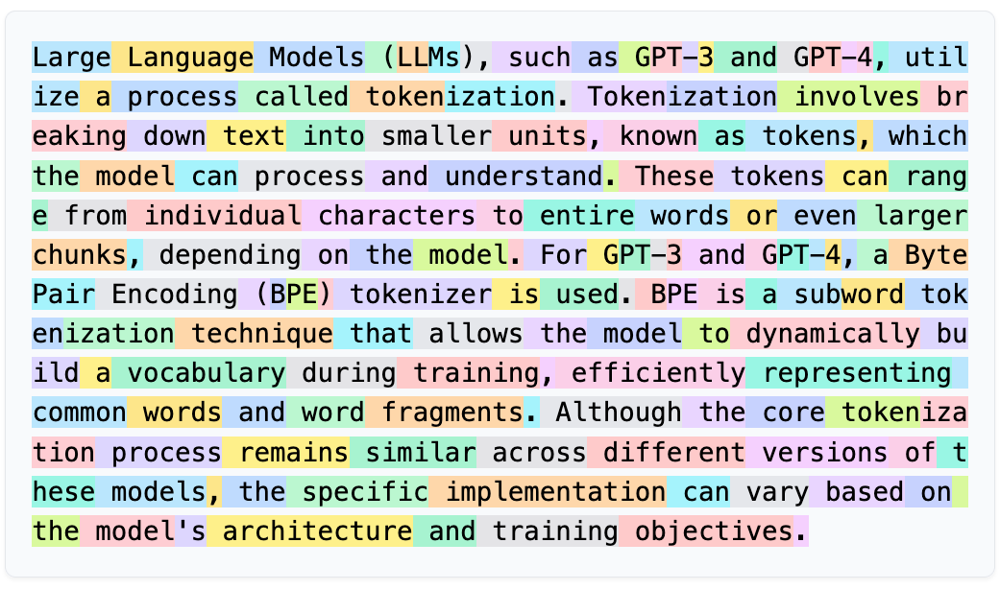 Large Language Models (LLMs), such as GPT-3 and GPT-4, util
ize a process called tokenization. Tokenization involves br
eaking down text into smaller units, known as tokens, which
the model can process and understand. These tokens can rang
e from individual characters to entire words or even larger
chunks, depending on the model. For GPT-3 and GPT-4, a Byte
Pair Encoding (BPE) tokenizer is used. BPE is a subword tok
enization technique that allows the model to dynamically bu
ild a vocabulary during training, efficiently representing
common words and word fragments. Although the core tokeniza
tion process remains similar across different versions of t
hese models, the specific implementation can vary based on
the model's architecture and training objectives.